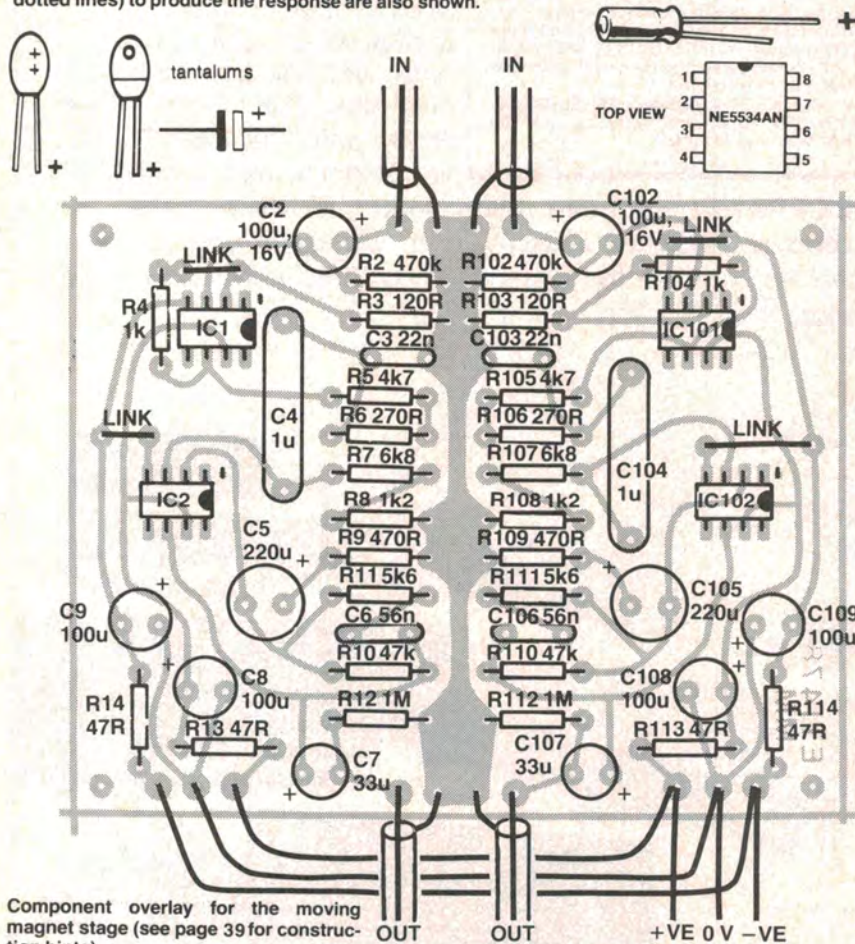 dotted lines) to produce the response are also shown.
+
+
+
+
tantalums
+
+
TOP VIEW
1
2
3
4
NE5534AN
8
7
6
5
IN
IN
C2
100u,
16V
+
C102
100u,
16V
+
LINK
LINK
R2 470k
R102 470k
R104 1k
R4
1k
R3 120R
R103 120R
IC1
IC101
C3 22n
C103 22n
R5 4k7
R105 4k7
C4
1u
R6 270R
R106 270R
LINK
LINK
R7 6k8
R107 6k8
C104
1u
IC2
IC102
R8 1k2
R108 1k2
C5
220u
+
R9 470R
R109 470R
R11 5k6
R111 5k6
+
C105
220u
C9
100u
+
C6 56n
C106 56n
+
C109
100u
R10 47k
R110 47k
+
C8
100u
C108
100u
+
R14
47R
R12 1M
R112 1M
R114
47R
R13 47R
R113 47R
C7
33u
+
C107
33u
+
Component overlay for the moving
magnet stage (see page 39 for construc-
tion hints)
OUT
OUT
+VE 0 V −VE